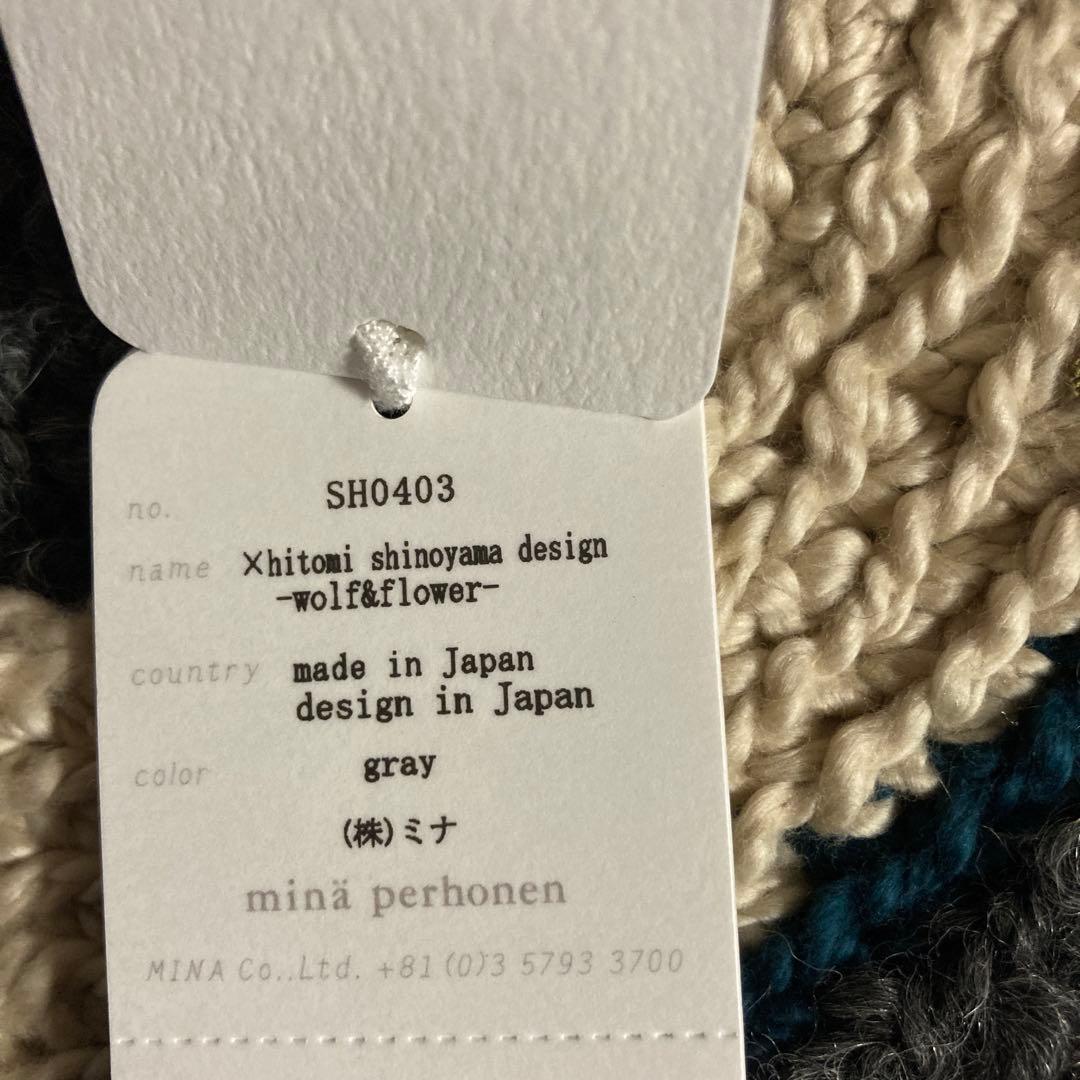 no. SH0403
name ×hitomi shinoyama design
-wolf&flower-
country made in Japan
design in Japan
color gray
(株)ミナ
minä perhonen
MINA Co.,Ltd. +81(0)3 5793 3700